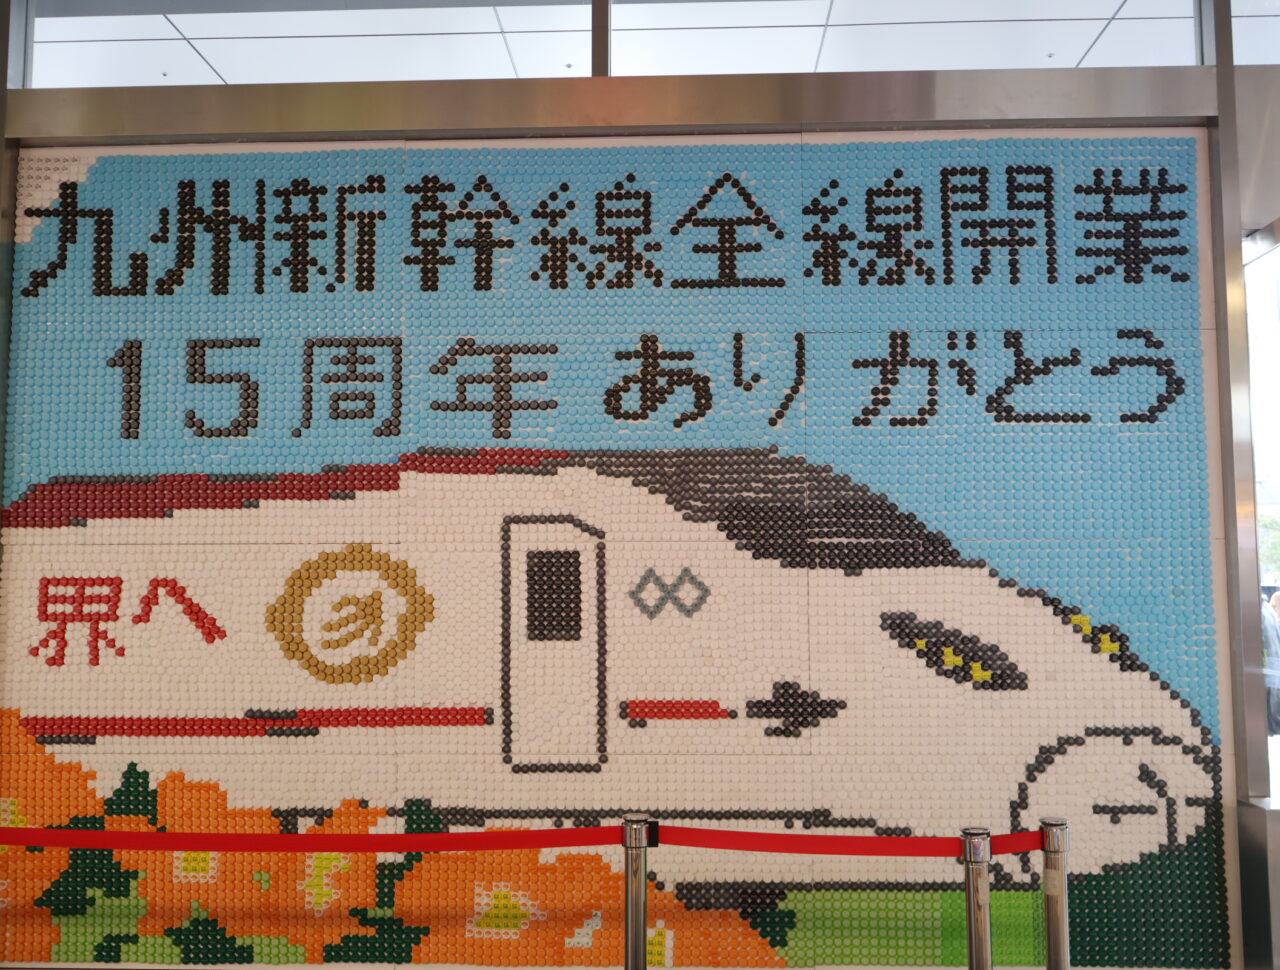 九州新幹線全線開業
15周年 ありがとう
界へ